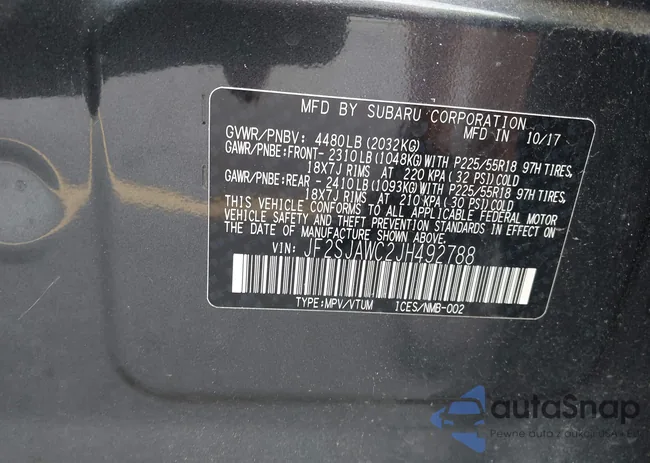 MFD BY SUBARU CORPORATION
MFD IN 10/17
GVWR/PNBV: 4480LB(2032KG)
GAWR/PNBE:FRONT-2310LB(1048KG)WITH P225/55R18 97H TIRES,
18X7J RIMS AT 220 KPA(32 PSI)COLD
GAWR/PNBE:REAR -2410LB(1093KG)WITH P225/55R18 97H TIRES,
18X7J RIMS AT 210 KPA(30 PSI)COLD
THIS VEHICLE CONFORMS TO ALL APPLICABLE FEDERAL MOTOR
VEHICLE SAFETY AND THEFT PREVENTION STANDARDS IN EFFECT ON
THE DATE OF MANUFACTURE SHOWN ABOVE.
VIN: JF2SJAWC2JH492788
TYPE:MPV/VTUM ICES/NMB-002
autoSnap
Pewne auta z aukcji z USA